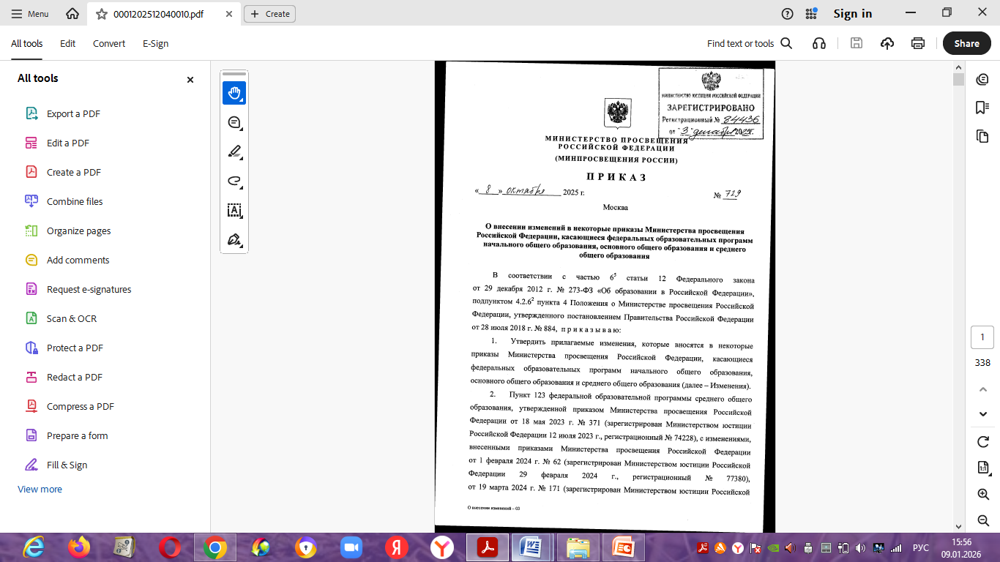 Menu
0001202512040010.pdf
Create
Sign in
All tools
Edit
Convert
E-Sign
Find text or tools
Share
All tools
Export a PDF
Edit a PDF
Create a PDF
Combine files
Organize pages
Add comments
Request e-signatures
Scan & OCR
Protect a PDF
Redact a PDF
Compress a PDF
Prepare a form
Fill & Sign
View more
МИНИСТЕРСТВО ЮСТИЦИИ РОССИЙСКОЙ ФЕДЕРАЦИИ
ЗАРЕГИСТРИРОВАНО
Регистрационный № 84436
от "3" декабря 2025г.
МИНИСТЕРСТВО ПРОСВЕЩЕНИЯ
РОССИЙСКОЙ ФЕДЕРАЦИИ
(МИНПРОСВЕЩЕНИЯ РОССИИ)
ПРИКАЗ
« 8 » октября 2025 г.
№ 729
Москва
О внесении изменений в некоторые приказы Министерства просвещения
Российской Федерации, касающиеся федеральных образовательных программ
начального общего образования, основного общего образования и среднего
общего образования
В соответствии с частью 6⁵ статьи 12 Федерального закона
от 29 декабря 2012 г. № 273-ФЗ «Об образовании в Российской Федерации»,
подпунктом 4.2.6² пункта 4 Положения о Министерстве просвещения Российской
Федерации, утвержденного постановлением Правительства Российской Федерации
от 28 июля 2018 г. № 884, п р и к а з ы в а ю:
1. Утвердить прилагаемые изменения, которые вносятся в некоторые
приказы Министерства просвещения Российской Федерации, касающиеся
федеральных образовательных программ начального общего образования,
основного общего образования и среднего общего образования (далее – Изменения).
2. Пункт 123 федеральной образовательной программы среднего общего
образования, утвержденной приказом Министерства просвещения Российской
Федерации от 18 мая 2023 г. № 371 (зарегистрирован Министерством юстиции
Российской Федерации 12 июля 2023 г., регистрационный № 74228), с изменениями,
внесенными приказами Министерства просвещения Российской Федерации
от 1 февраля 2024 г. № 62 (зарегистрирован Министерством юстиции Российской
Федерации 29 февраля 2024 г., регистрационный № 77380),
от 19 марта 2024 г. № 171 (зарегистрирован Министерством юстиции Российской
О внесении изменений – 03
1
338
РУС
15:56
09.01.2026